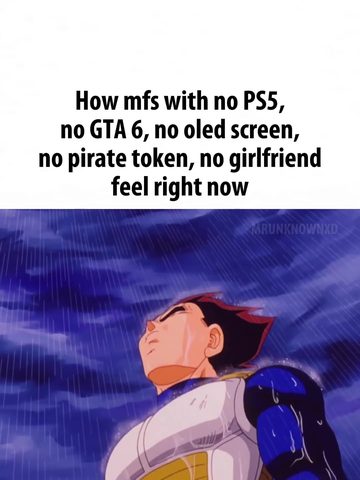 How mfs with no PS5,
no GTA 6, no oled screen,
no pirate token, no girlfriend
feel right now
MRUNKNOWNXD